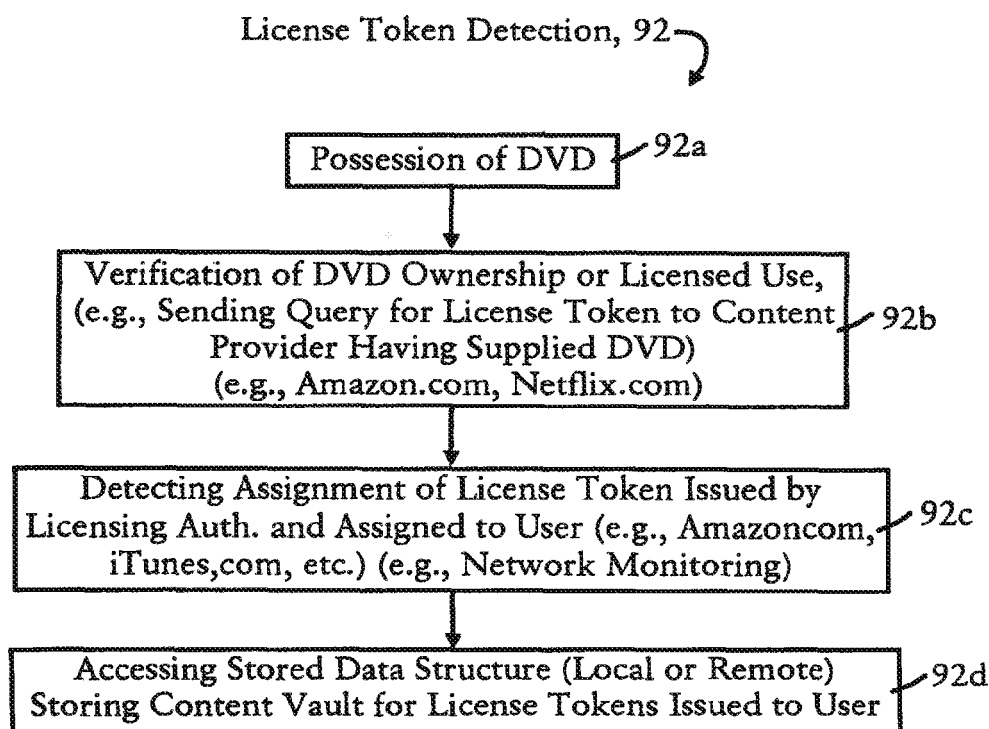 License Token Detection, 92
Possession of DVD
92a
Verification of DVD Ownership or Licensed Use,
(e.g., Sending Query for License Token to Content
Provider Having Supplied DVD)
(e.g., Amazon.com, Netflix.com)
92b
Detecting Assignment of License Token Issued by
Licensing Auth. and Assigned to User (e.g., Amazoncom,
iTunes,com, etc.) (e.g., Network Monitoring)
92c
Accessing Stored Data Structure (Local or Remote)
Storing Content Vault for License Tokens Issued to User
92d